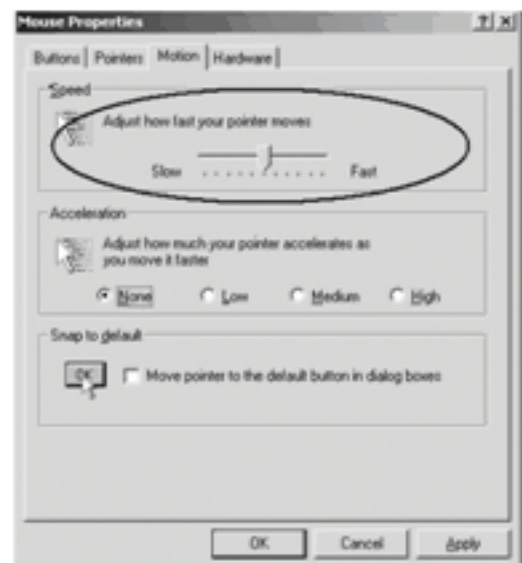 Mouse Properties
? X
Buttons Pointers Motion Hardware
Speed
Adjust how fast your pointer moves
Slow Fast
Acceleration
Adjust how much your pointer accelerates as
you move it faster
None Low Medium High
Snap to default
OK Move pointer to the default button in dialog boxes
OK Cancel Apply